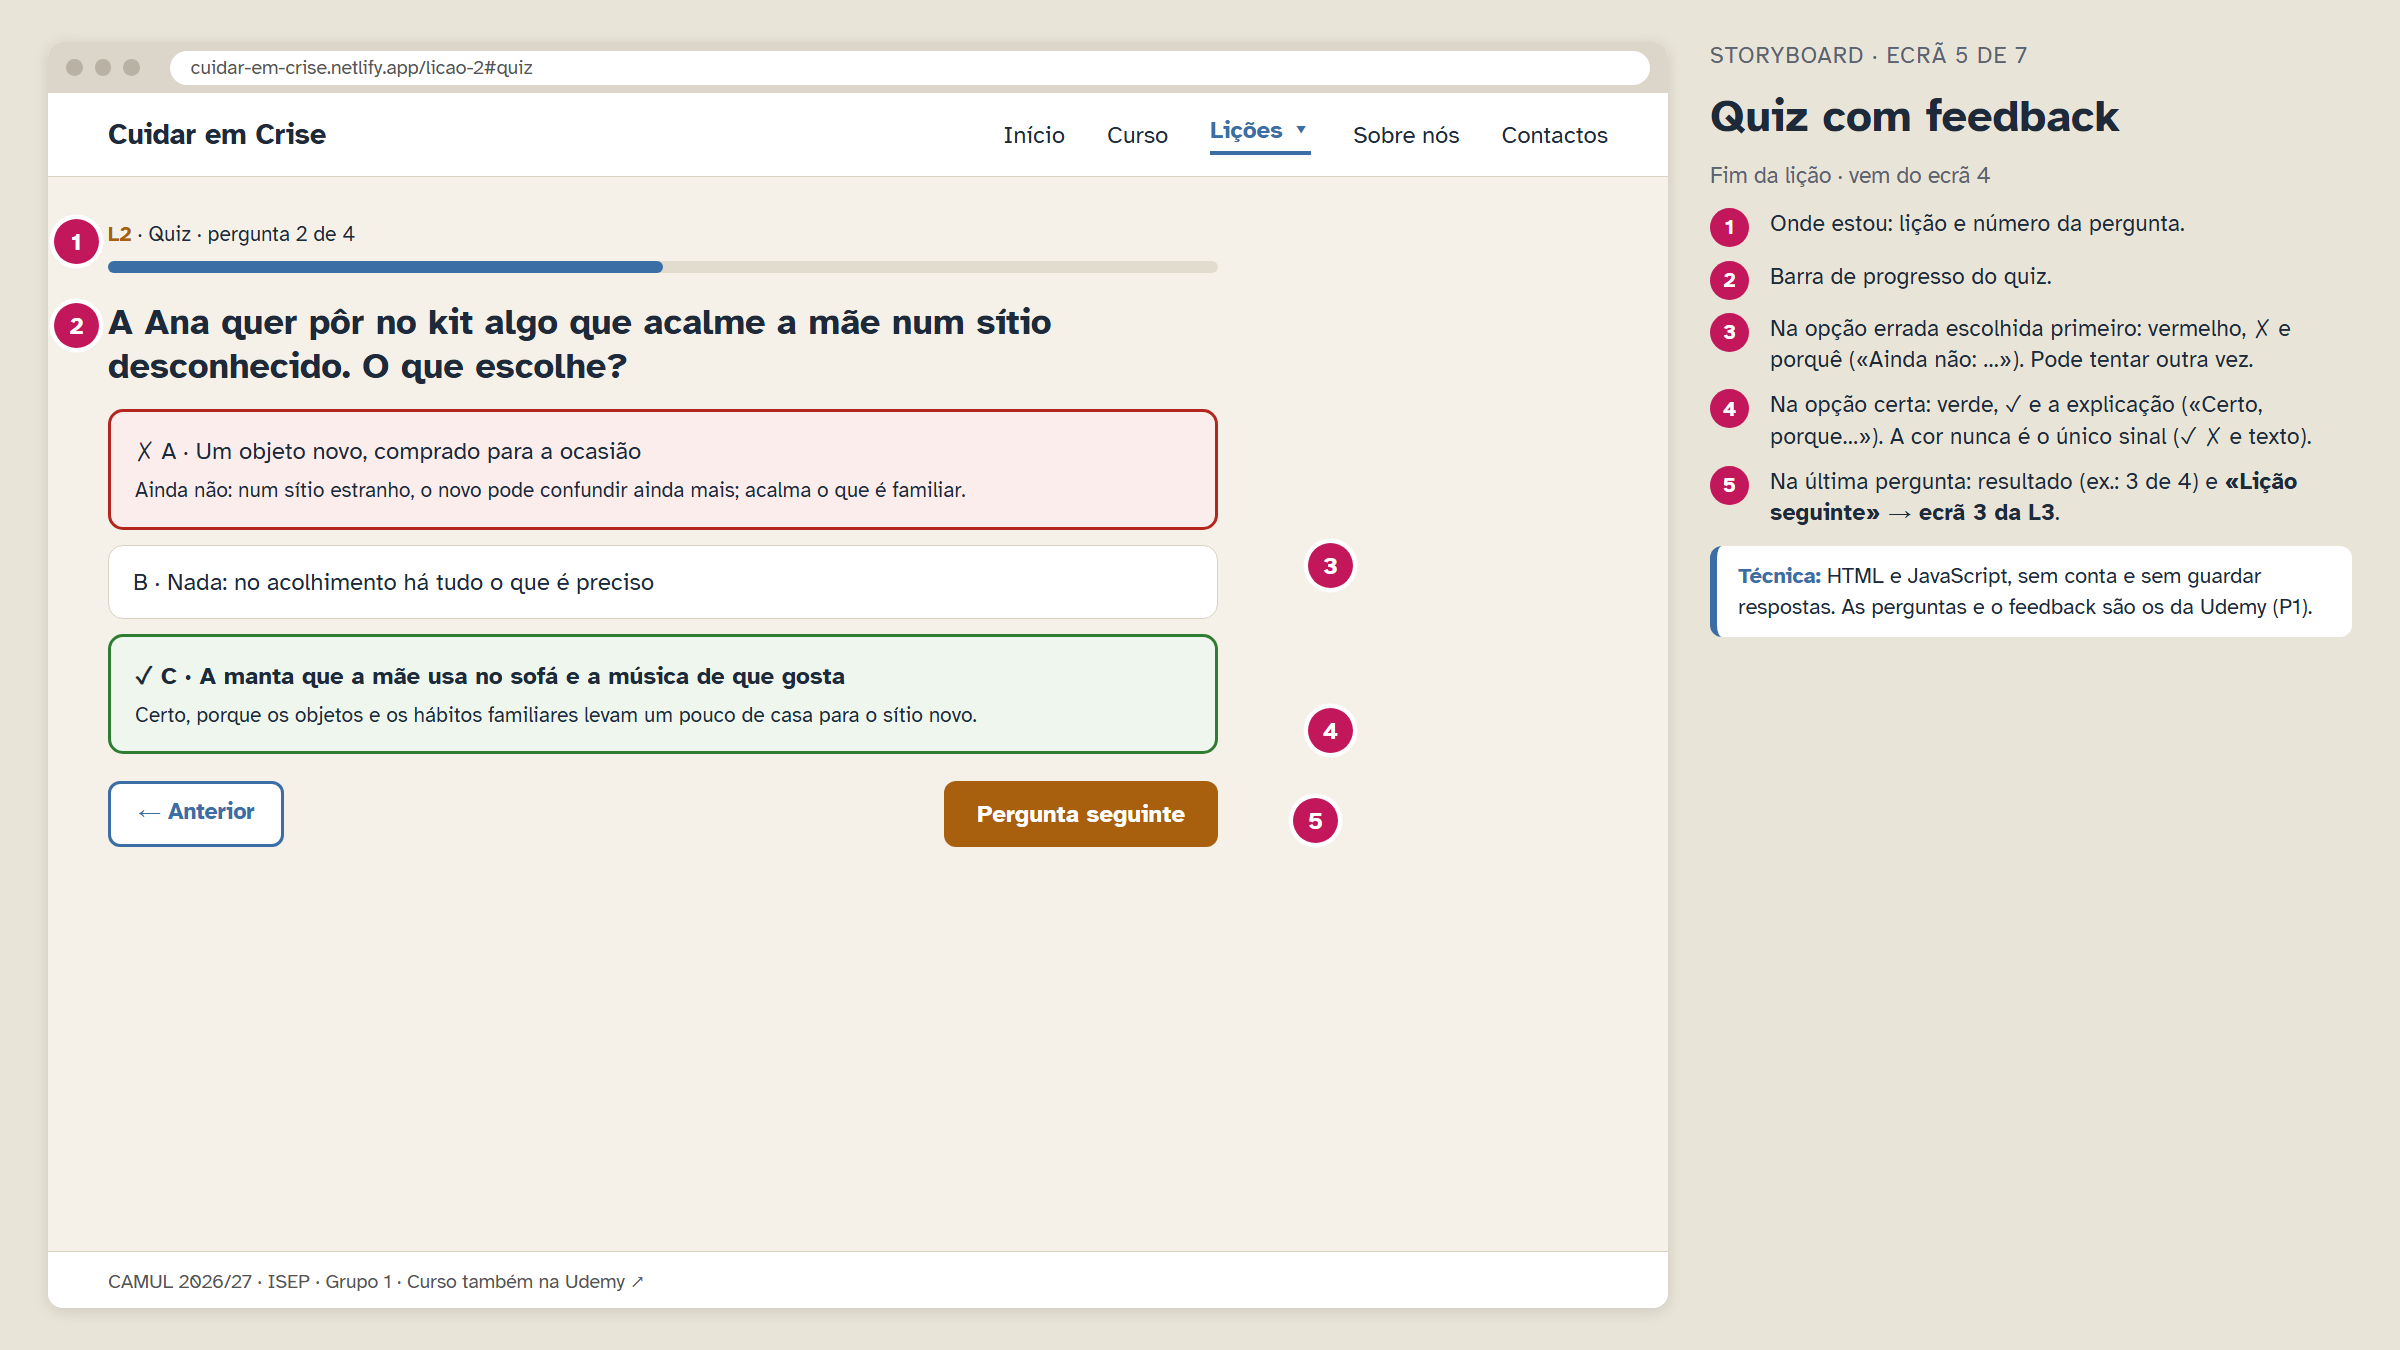 cuidar-em-crise.netlify.app/licao-2#quiz
Cuidar em Crise
Início
Curso
Lições ▼
Sobre nós
Contactos
1
L2 · Quiz · pergunta 2 de 4
2
A Ana quer pôr no kit algo que acalme a mãe num sítio
desconhecido. O que escolhe?
✗ A · Um objeto novo, comprado para a ocasião
Ainda não: num sítio estranho, o novo pode confundir ainda mais; acalma o que é familiar.
B · Nada: no acolhimento há tudo o que é preciso
3
✓ C · A manta que a mãe usa no sofá e a música de que gosta
Certo, porque os objetos e os hábitos familiares levam um pouco de casa para o sítio novo.
4
← Anterior
Pergunta seguinte
5
CAMUL 2026/27 · ISEP · Grupo 1 · Curso também na Udemy ↗
STORYBOARD · ECRÃ 5 DE 7
Quiz com feedback
Fim da lição · vem do ecrã 4
1 Onde estou: lição e número da pergunta.
2 Barra de progresso do quiz.
3 Na opção errada escolhida primeiro: vermelho, ✗ e
porquê («Ainda não: ...»). Pode tentar outra vez.
4 Na opção certa: verde, ✓ e a explicação («Certo,
porque...»). A cor nunca é o único sinal (✓ ✗ e texto).
5 Na última pergunta: resultado (ex.: 3 de 4) e «Lição
seguinte» → ecrã 3 da L3.
Técnica: HTML e JavaScript, sem conta e sem guardar
respostas. As perguntas e o feedback são os da Udemy (P1).